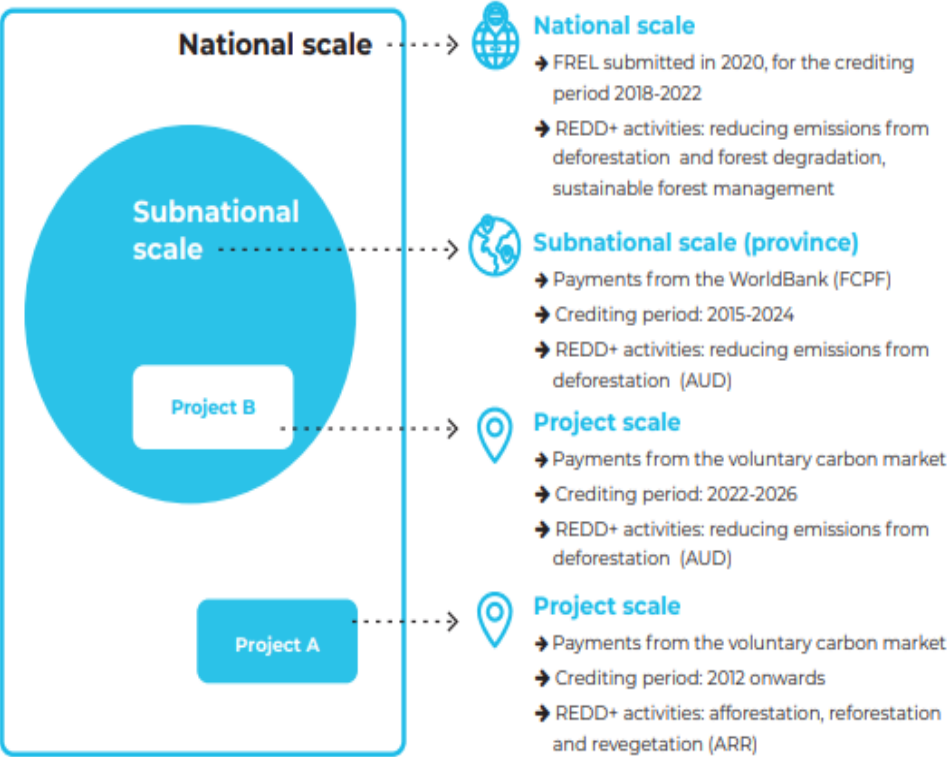 National scale
Subnational
scale
Project B
Project A
National scale
➔ FREL submitted in 2020, for the crediting
period 2018-2022
➔ REDD+ activities: reducing emissions from
deforestation and forest degradation,
sustainable forest management
Subnational scale (province)
➔ Payments from the WorldBank (FCPF)
➔ Crediting period: 2015-2024
➔ REDD+ activities: reducing emissions from
deforestation (AUD)
Project scale
➔ Payments from the voluntary carbon market
➔ Crediting period: 2022-2026
➔ REDD+ activities: reducing emissions from
deforestation (AUD)
Project scale
➔ Payments from the voluntary carbon market
➔ Crediting period: 2012 onwards
➔ REDD+ activities: afforestation, reforestation
and revegetation (ARR)